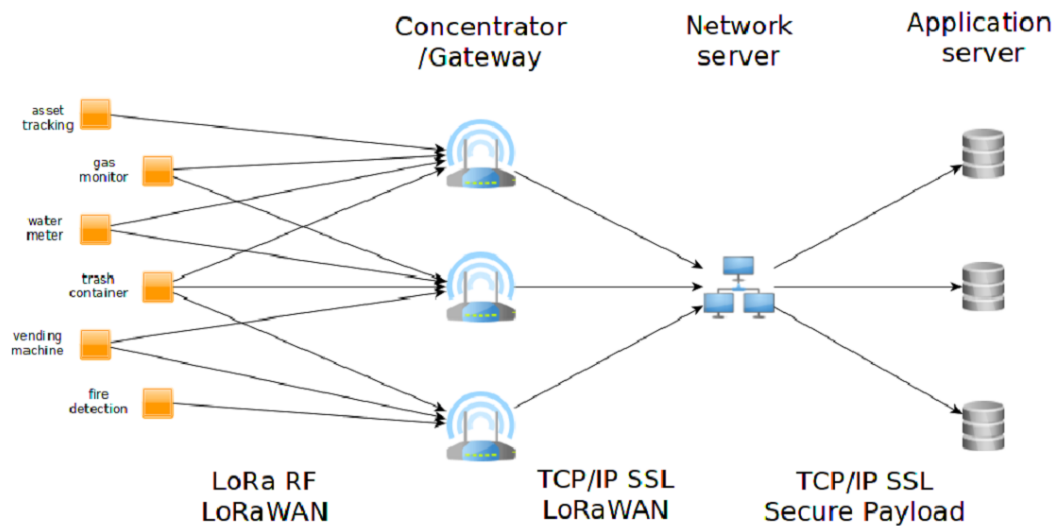 Concentrator
/Gateway
Network
server
Application
server
asset
tracking
gas
monitor
water
meter
trash
container
vending
machine
fire
detection
LoRa RF
LoRaWAN
TCP/IP SSL
LoRaWAN
TCP/IP SSL
Secure Payload